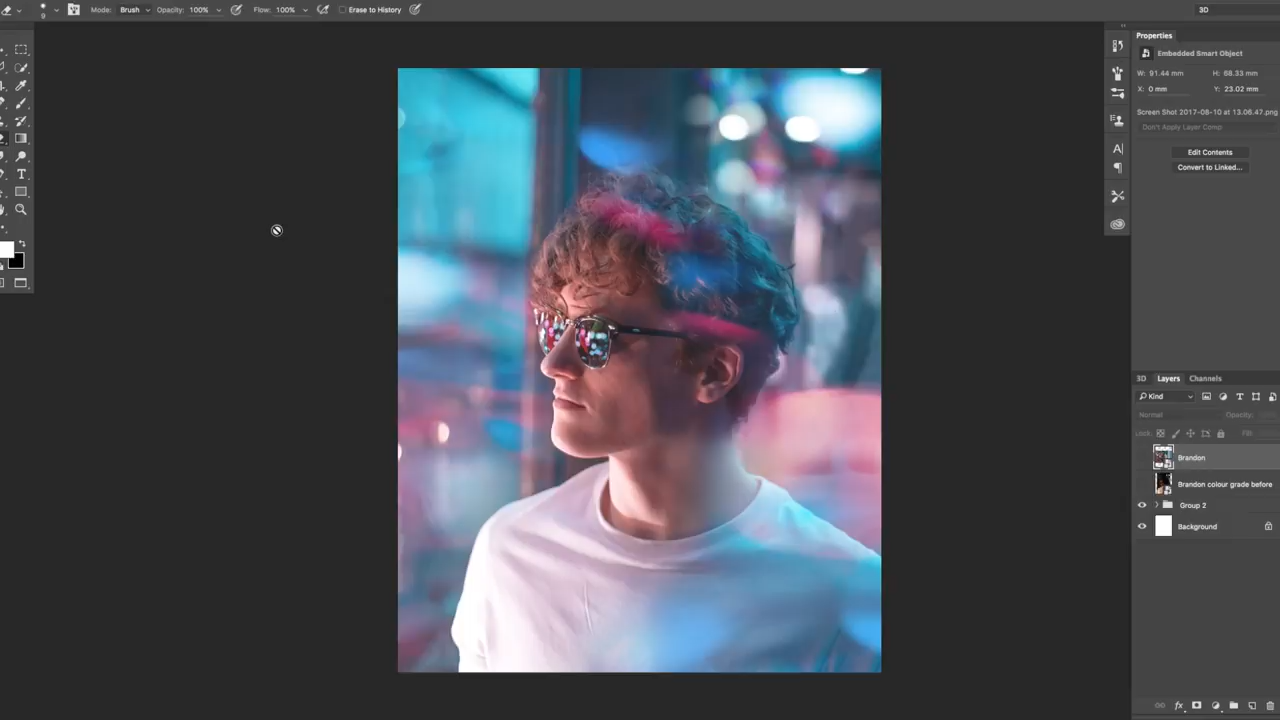 Mode: Brush Opacity: 100% Flow: 100% Erase to History 3D
9
Properties
Embedded Smart Object
W: 91.44 mm H: 68.33 mm
X: 0 mm Y: 23.02 mm
Screen Shot 2017-08-10 at 13.06.47.png
Don't Apply Layer Comp
Edit Contents
Convert to Linked...
3D Layers Channels
Kind
Normal Opacity:
Lock: Fill:
Brandon
Brandon colour grade before
Group 2
Background